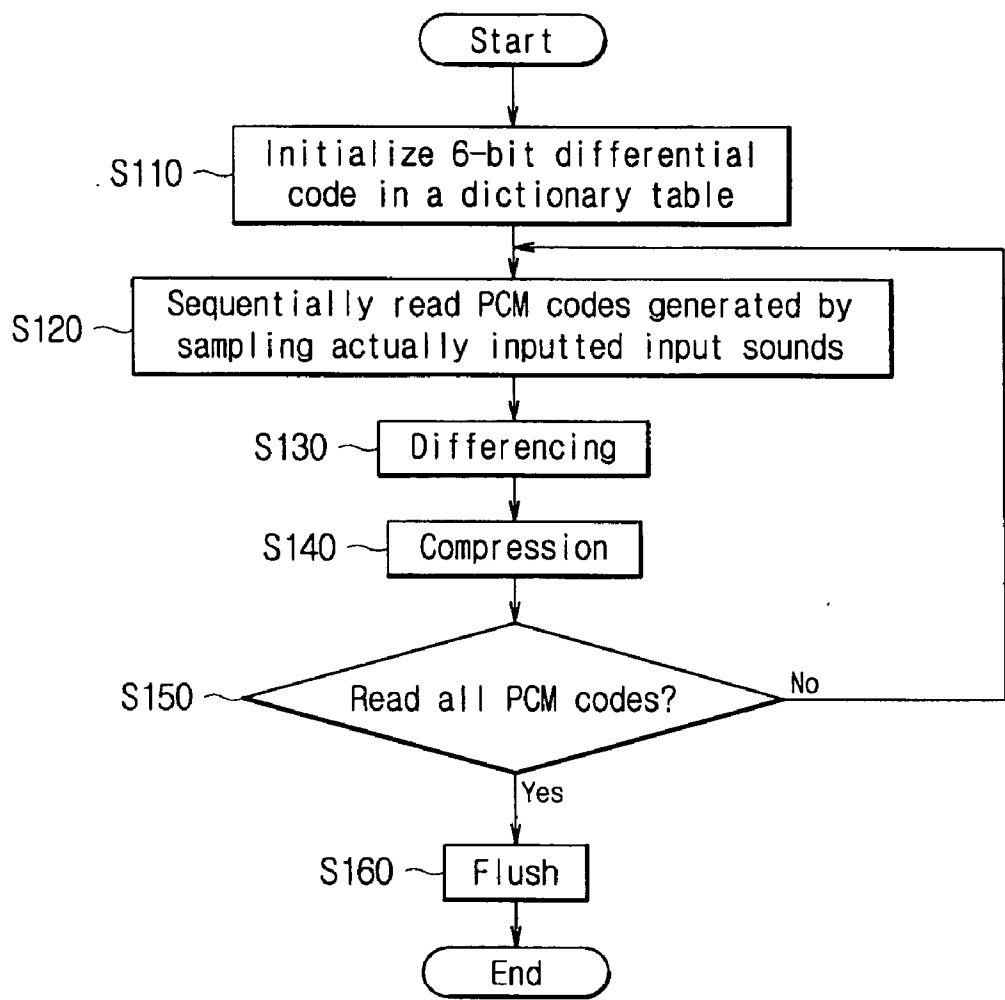 Start
S110
Initialize 6-bit differential
code in a dictionary table
S120
Sequentially read PCM codes generated by
sampling actually inputted input sounds
S130
Differencing
S140
Compression
S150
Read all PCM codes?
No
Yes
S160
Flush
End